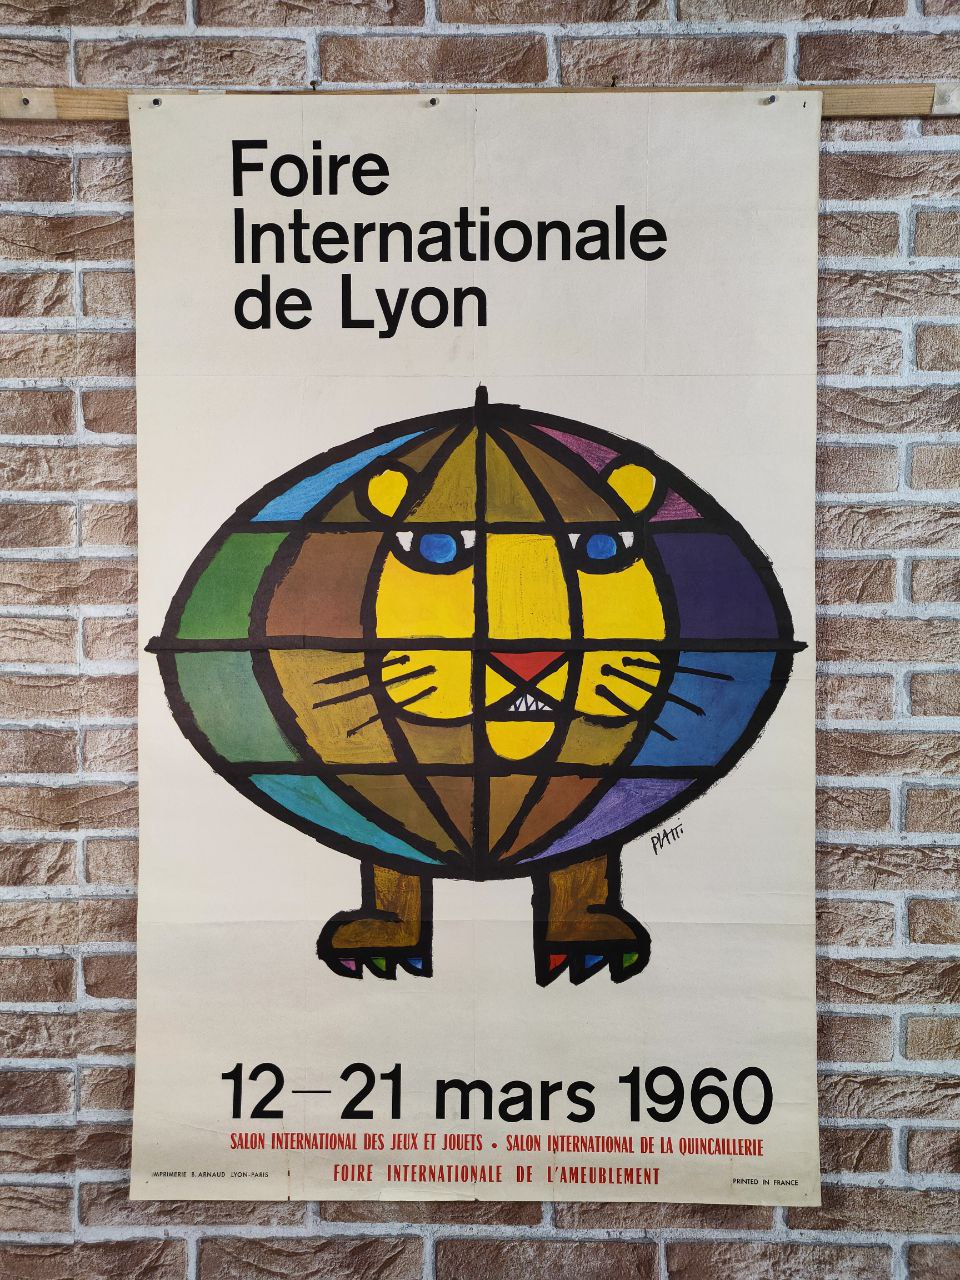 Foire
Internationale
de Lyon
PIATTI
12–21 mars 1960
SALON INTERNATIONAL DES JEUX ET JOUETS • SALON INTERNATIONAL DE LA QUINCAILLERIE
FOIRE INTERNATIONALE DE L'AMEUBLEMENT
IMPRIMERIE B. ARNAUD LYON-PARIS
PRINTED IN FRANCE